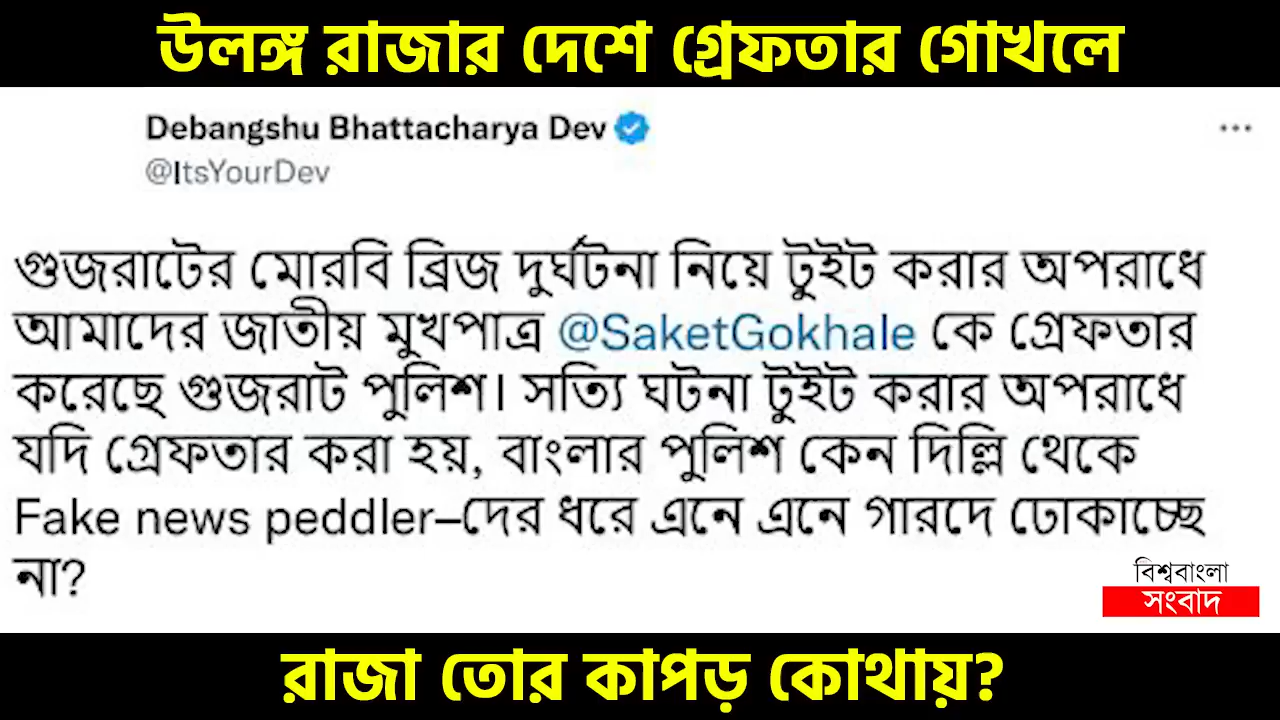 উলঙ্গ রাজার দেশে গ্রেফতার গোখলে
Debangshu Bhattacharya Dev
@ItsYourDev
গুজরাটের মোরবি ব্রিজ দুর্ঘটনা নিয়ে টুইট করার অপরাধে
আমাদের জাতীয় মুখপাত্র @SaketGokhale কে গ্রেফতার
করেছে গুজরাট পুলিশ। সত্যি ঘটনা টুইট করার অপরাধে
যদি গ্রেফতার করা হয়, বাংলার পুলিশ কেন দিল্লি থেকে
Fake news peddler–দের ধরে এনে এনে গারদে ঢোকাচ্ছে
না?
বিশ্ববাংলা
সংবাদ
রাজা তোর কাপড় কোথায়?